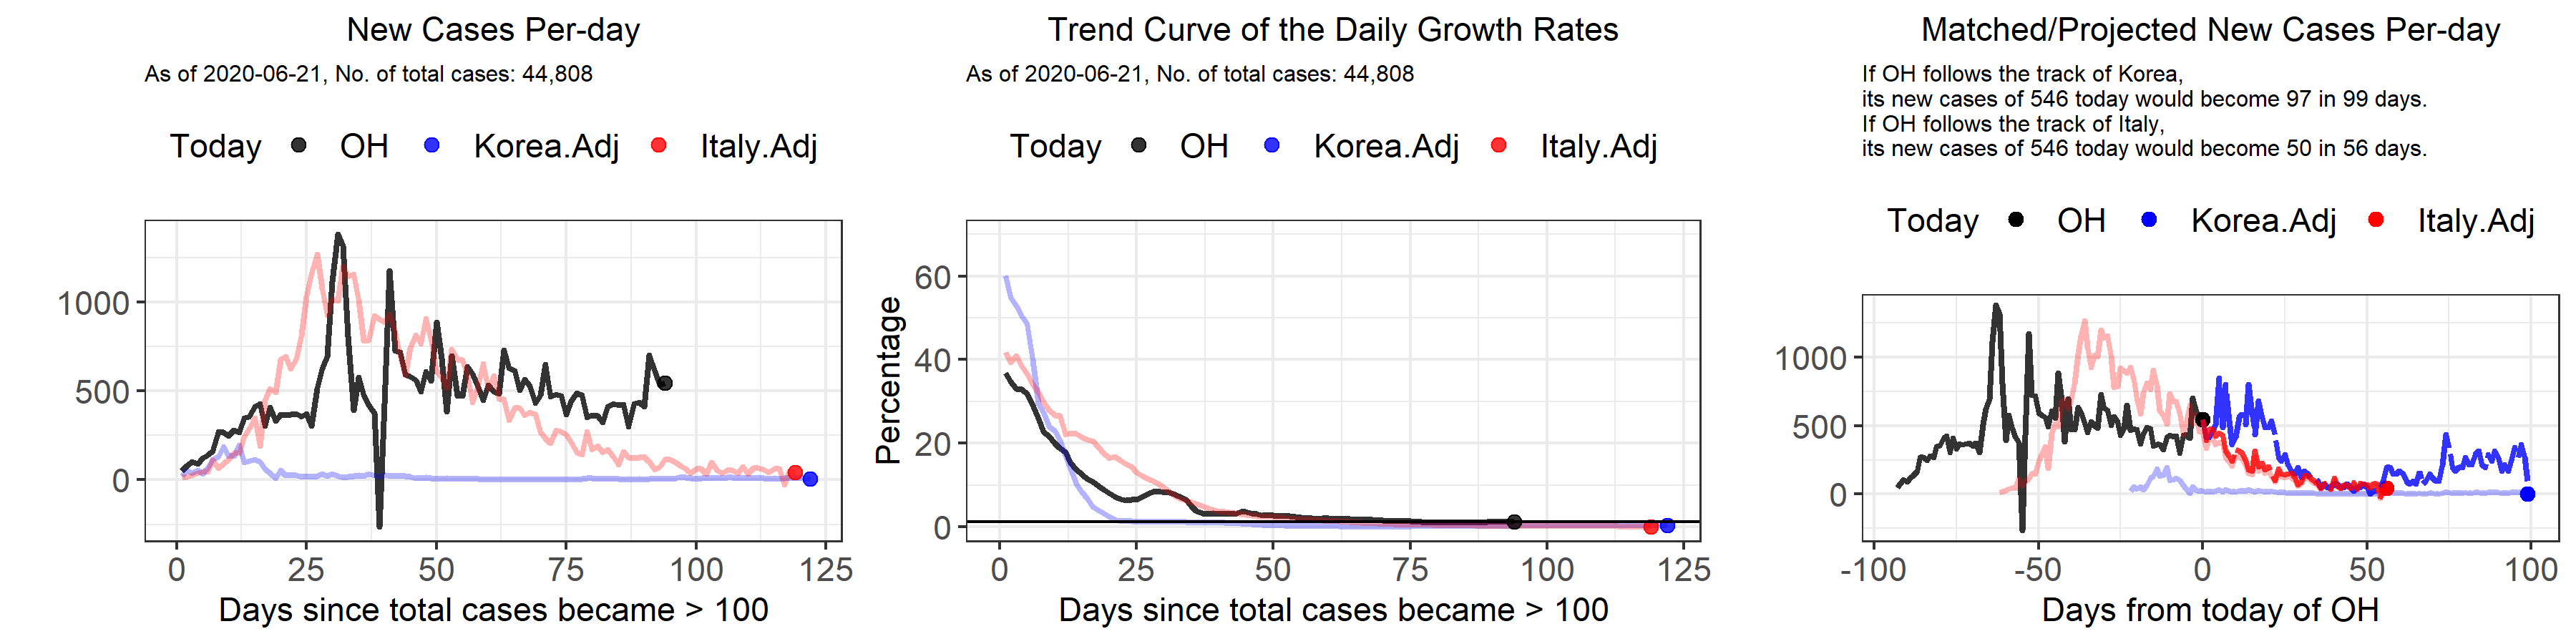 New Cases Per-day
As of 2020-06-21, No. of total cases: 44,808
Today OH Korea.Adj Italy.Adj
1000
500
0
0 25 50 75 100 125
Days since total cases became > 100
Trend Curve of the Daily Growth Rates
As of 2020-06-21, No. of total cases: 44,808
Today OH Korea.Adj Italy.Adj
Percentage
60
40
20
0
0 25 50 75 100 125
Days since total cases became > 100
Matched/Projected New Cases Per-day
If OH follows the track of Korea,
its new cases of 546 today would become 97 in 99 days.
If OH follows the track of Italy,
its new cases of 546 today would become 50 in 56 days.
Today OH Korea.Adj Italy.Adj
1000
500
0
-100 -50 0 50 100
Days from today of OH